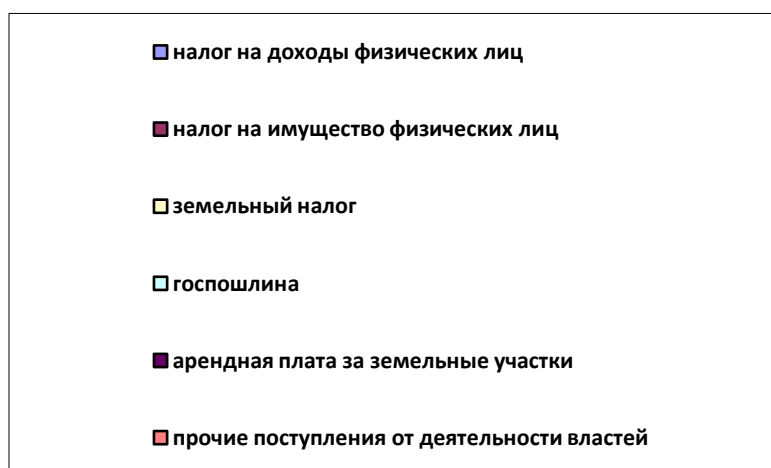 налог на доходы физических лиц
налог на имущество физических лиц
земельный налог
госпошлина
арендная плата за земельные участки
прочие поступления от деятельности властей